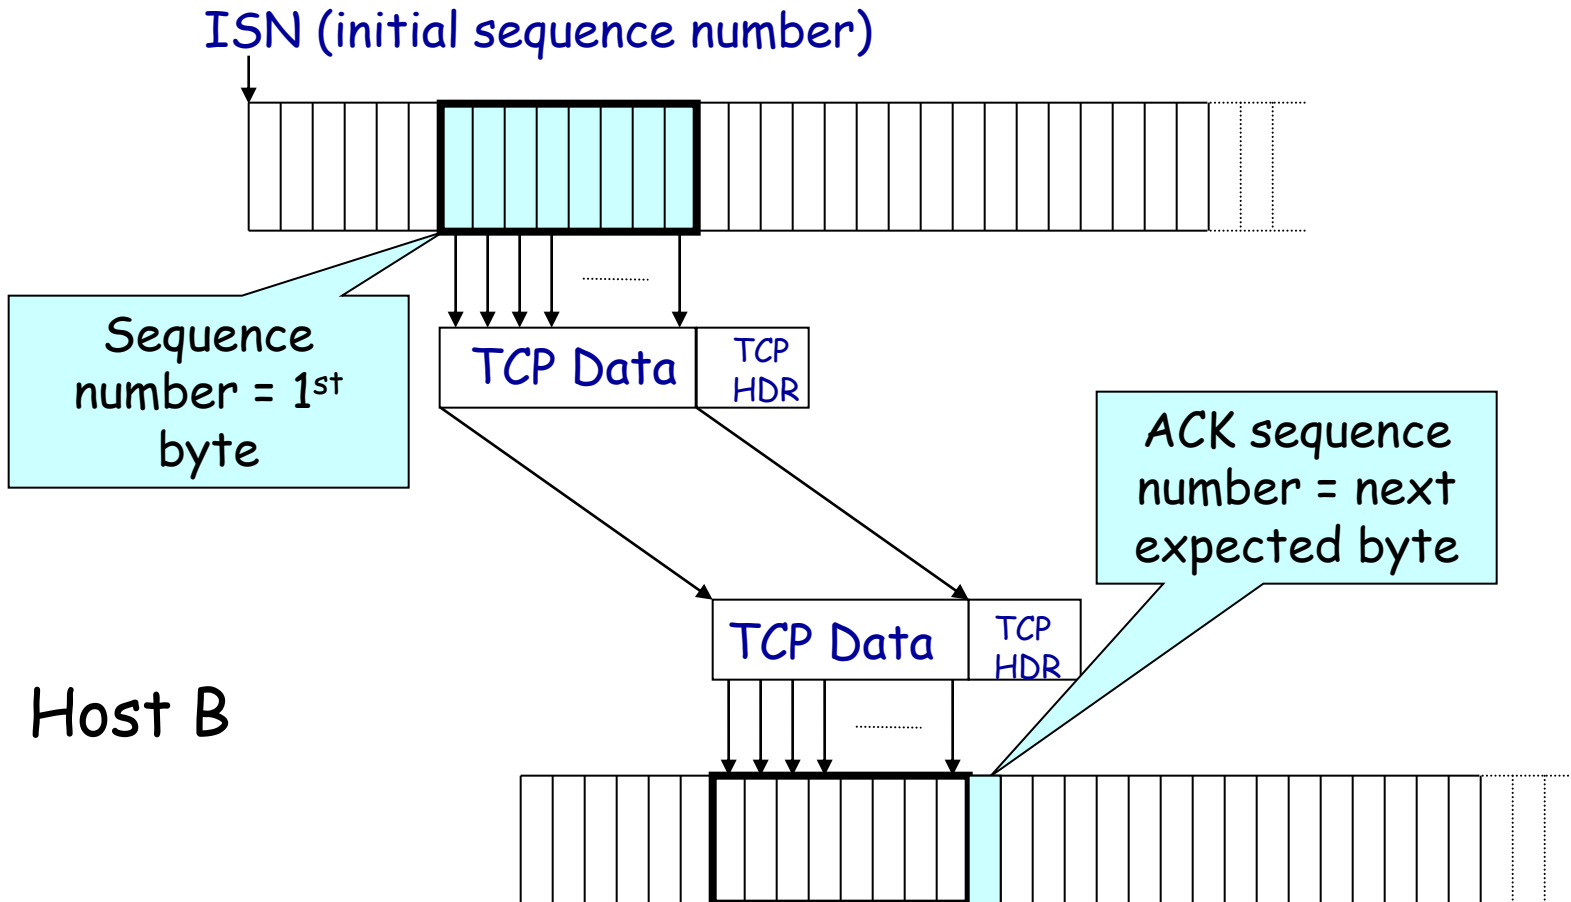 ISN (initial sequence number)
Sequence
number = 1st
byte
TCP Data
TCP
HDR
ACK sequence
number = next
expected byte
TCP Data
TCP
HDR
Host B